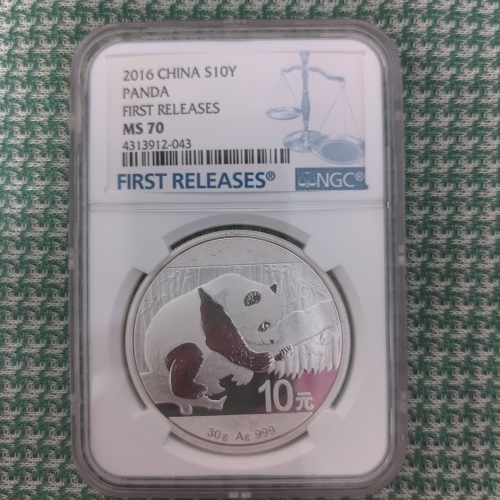 2016 CHINA S10Y
PANDA
FIRST RELEASES
MS 70
4313912-043
FIRST RELEASES®
NGC®
10元
30g Ag .999